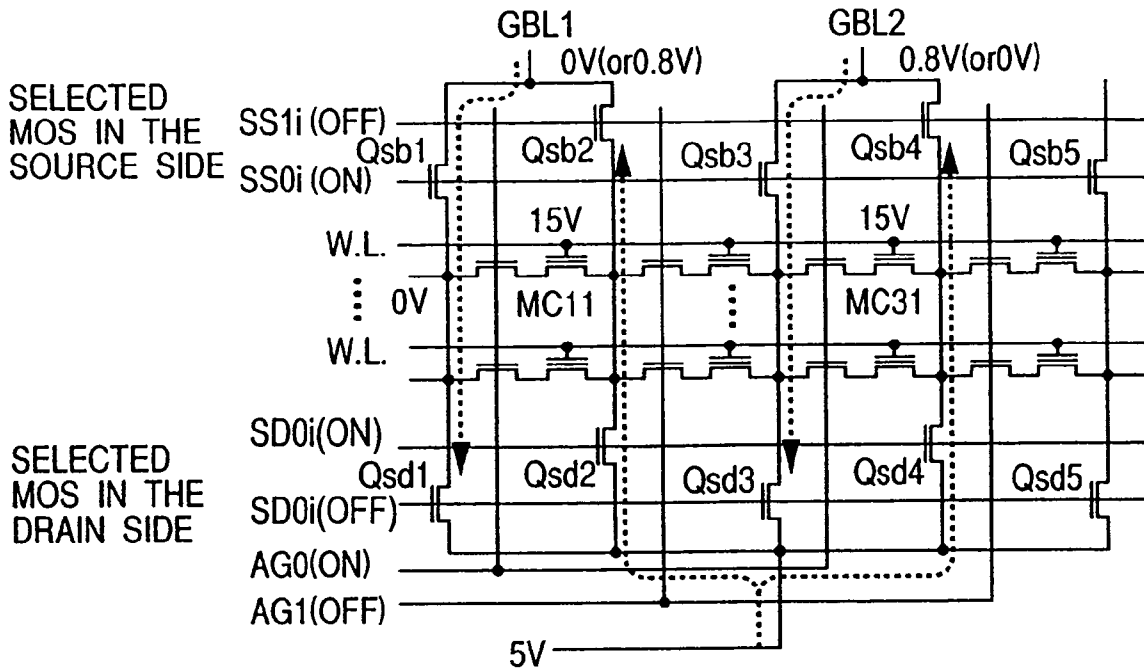 GBL1
GBL2
0V(or0.8V)
0.8V(or0V)
SELECTED
MOS IN THE
SOURCE SIDE
SS1i(OFF)
Qsb1
Qsb2
Qsb3
Qsb4
Qsb5
SS0i(ON)
15V
15V
W.L.
0V
MC11
MC31
W.L.
SELECTED
MOS IN THE
DRAIN SIDE
SD0i(ON)
Qsd1
Qsd2
Qsd3
Qsd4
Qsd5
SD0i(OFF)
AG0(ON)
AG1(OFF)
5V